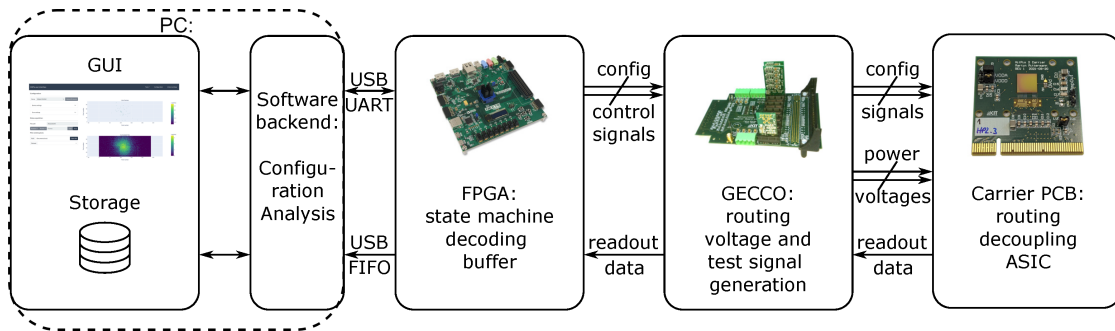 PC:
GUI
Storage
Software
backend:
Configu-
ration
Analysis
USB
UART
USB
FIFO
FPGA:
state machine
decoding
buffer
config
control
signals
readout
data
GECCO:
routing
voltage and
test signal
generation
config
signals
power
voltages
readout
data
HPL-3
Carrier PCB:
routing
decoupling
ASIC